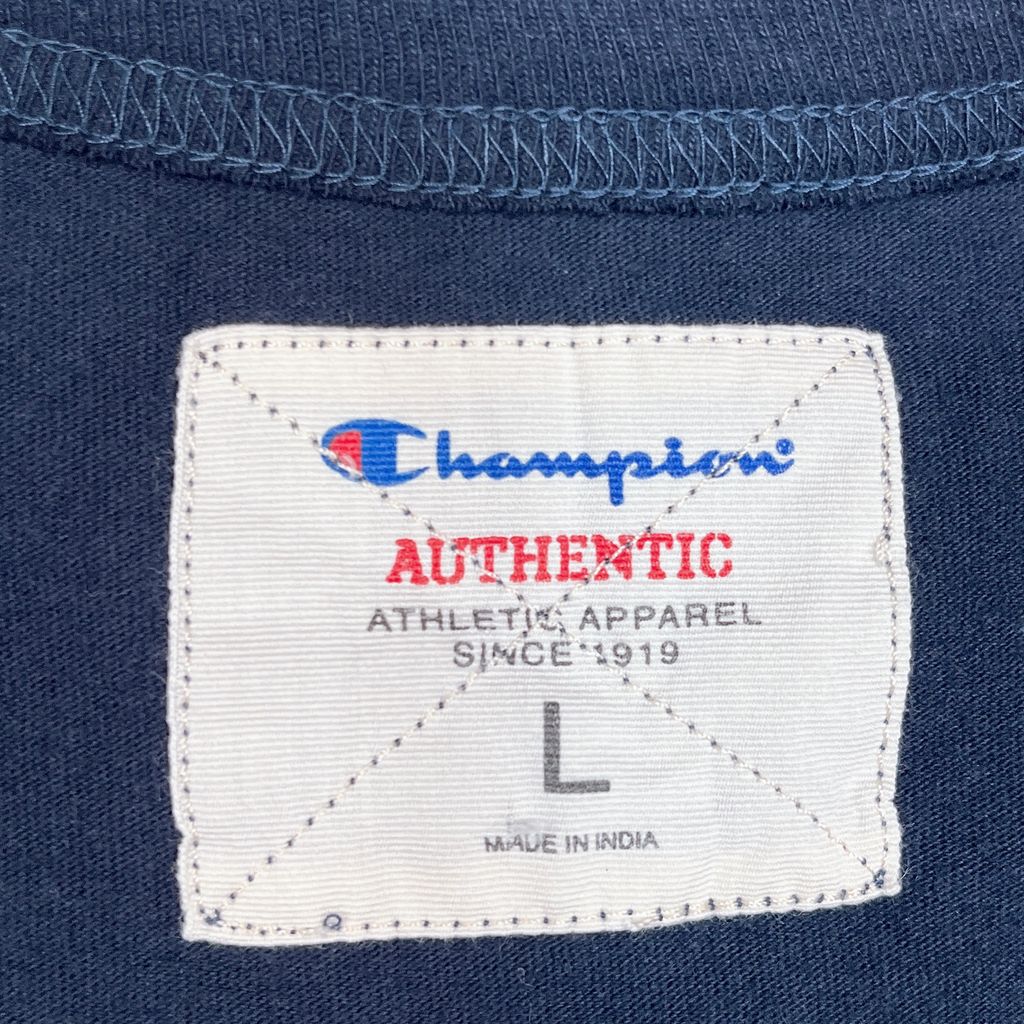 Champion
AUTHENTIC
ATHLETIC APPAREL
SINCE 1919
L
MADE IN INDIA